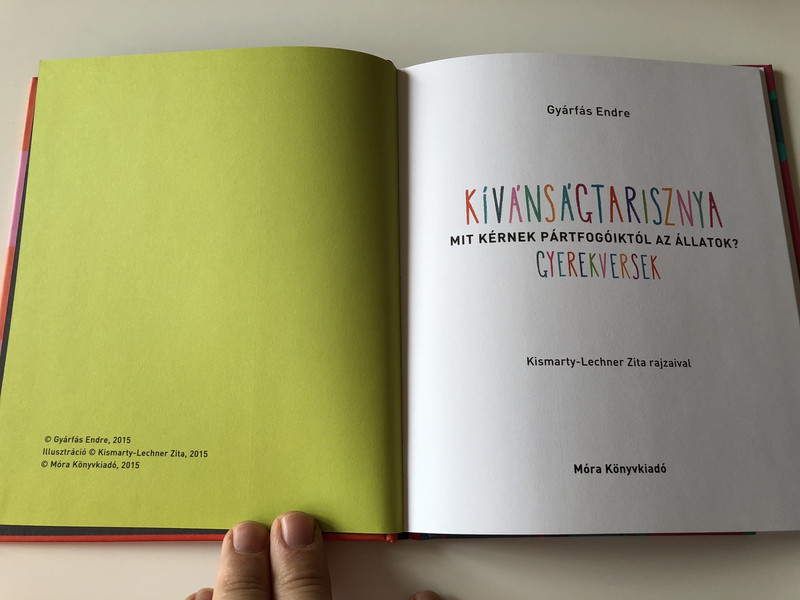 © Gyárfás Endre, 2015
Illusztráció © Kismarty-Lechner Zita, 2015
© Móra Könyvkiadó, 2015
Gyárfás Endre
KÍVÁNSÁGTARISZNYA
MIT KÉRNEK PÁRTFOGÓIKTÓL AZ ÁLLATOK?
GYEREKVERSEK
Kismarty-Lechner Zita rajzaival
Móra Könyvkiadó